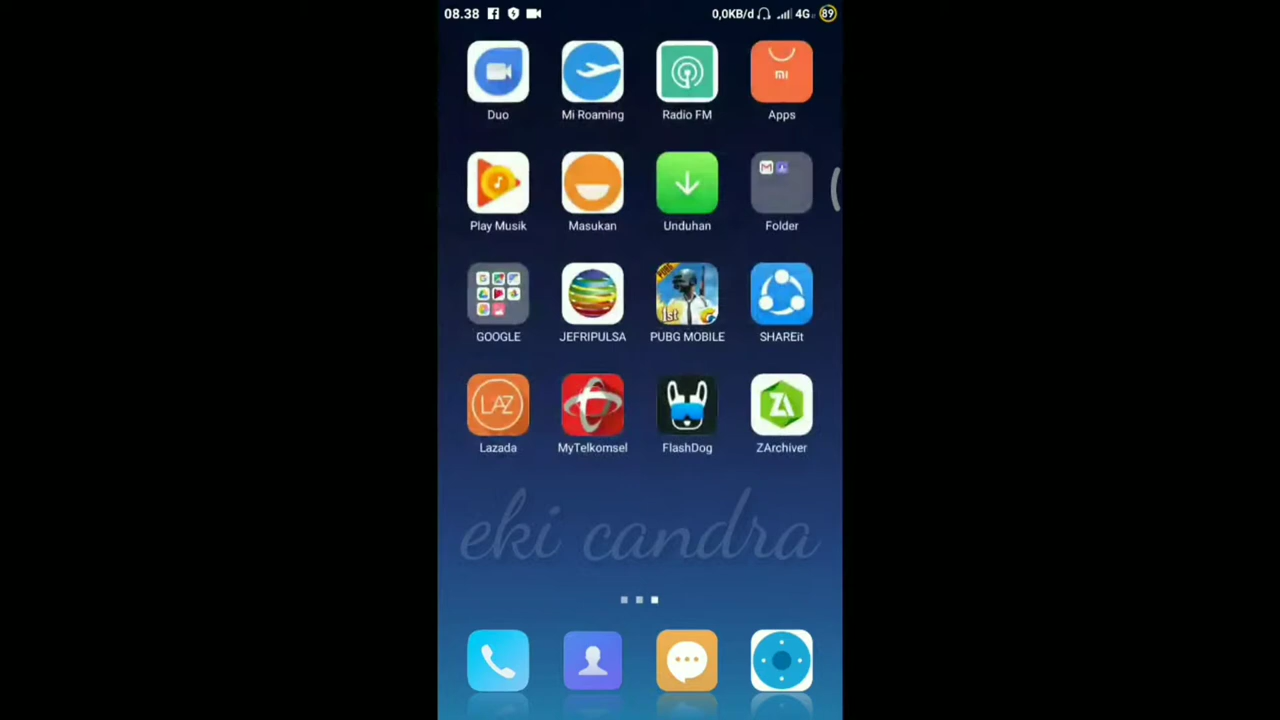 08.38 0,0KB/d 4G 89
Duo Mi Roaming Radio FM Apps
Play Musik Masukan Unduhan Folder
GOOGLE JEFRIPULSA PUBG MOBILE SHAREit
Lazada MyTelkomsel FlashDog ZArchiver
eki candra